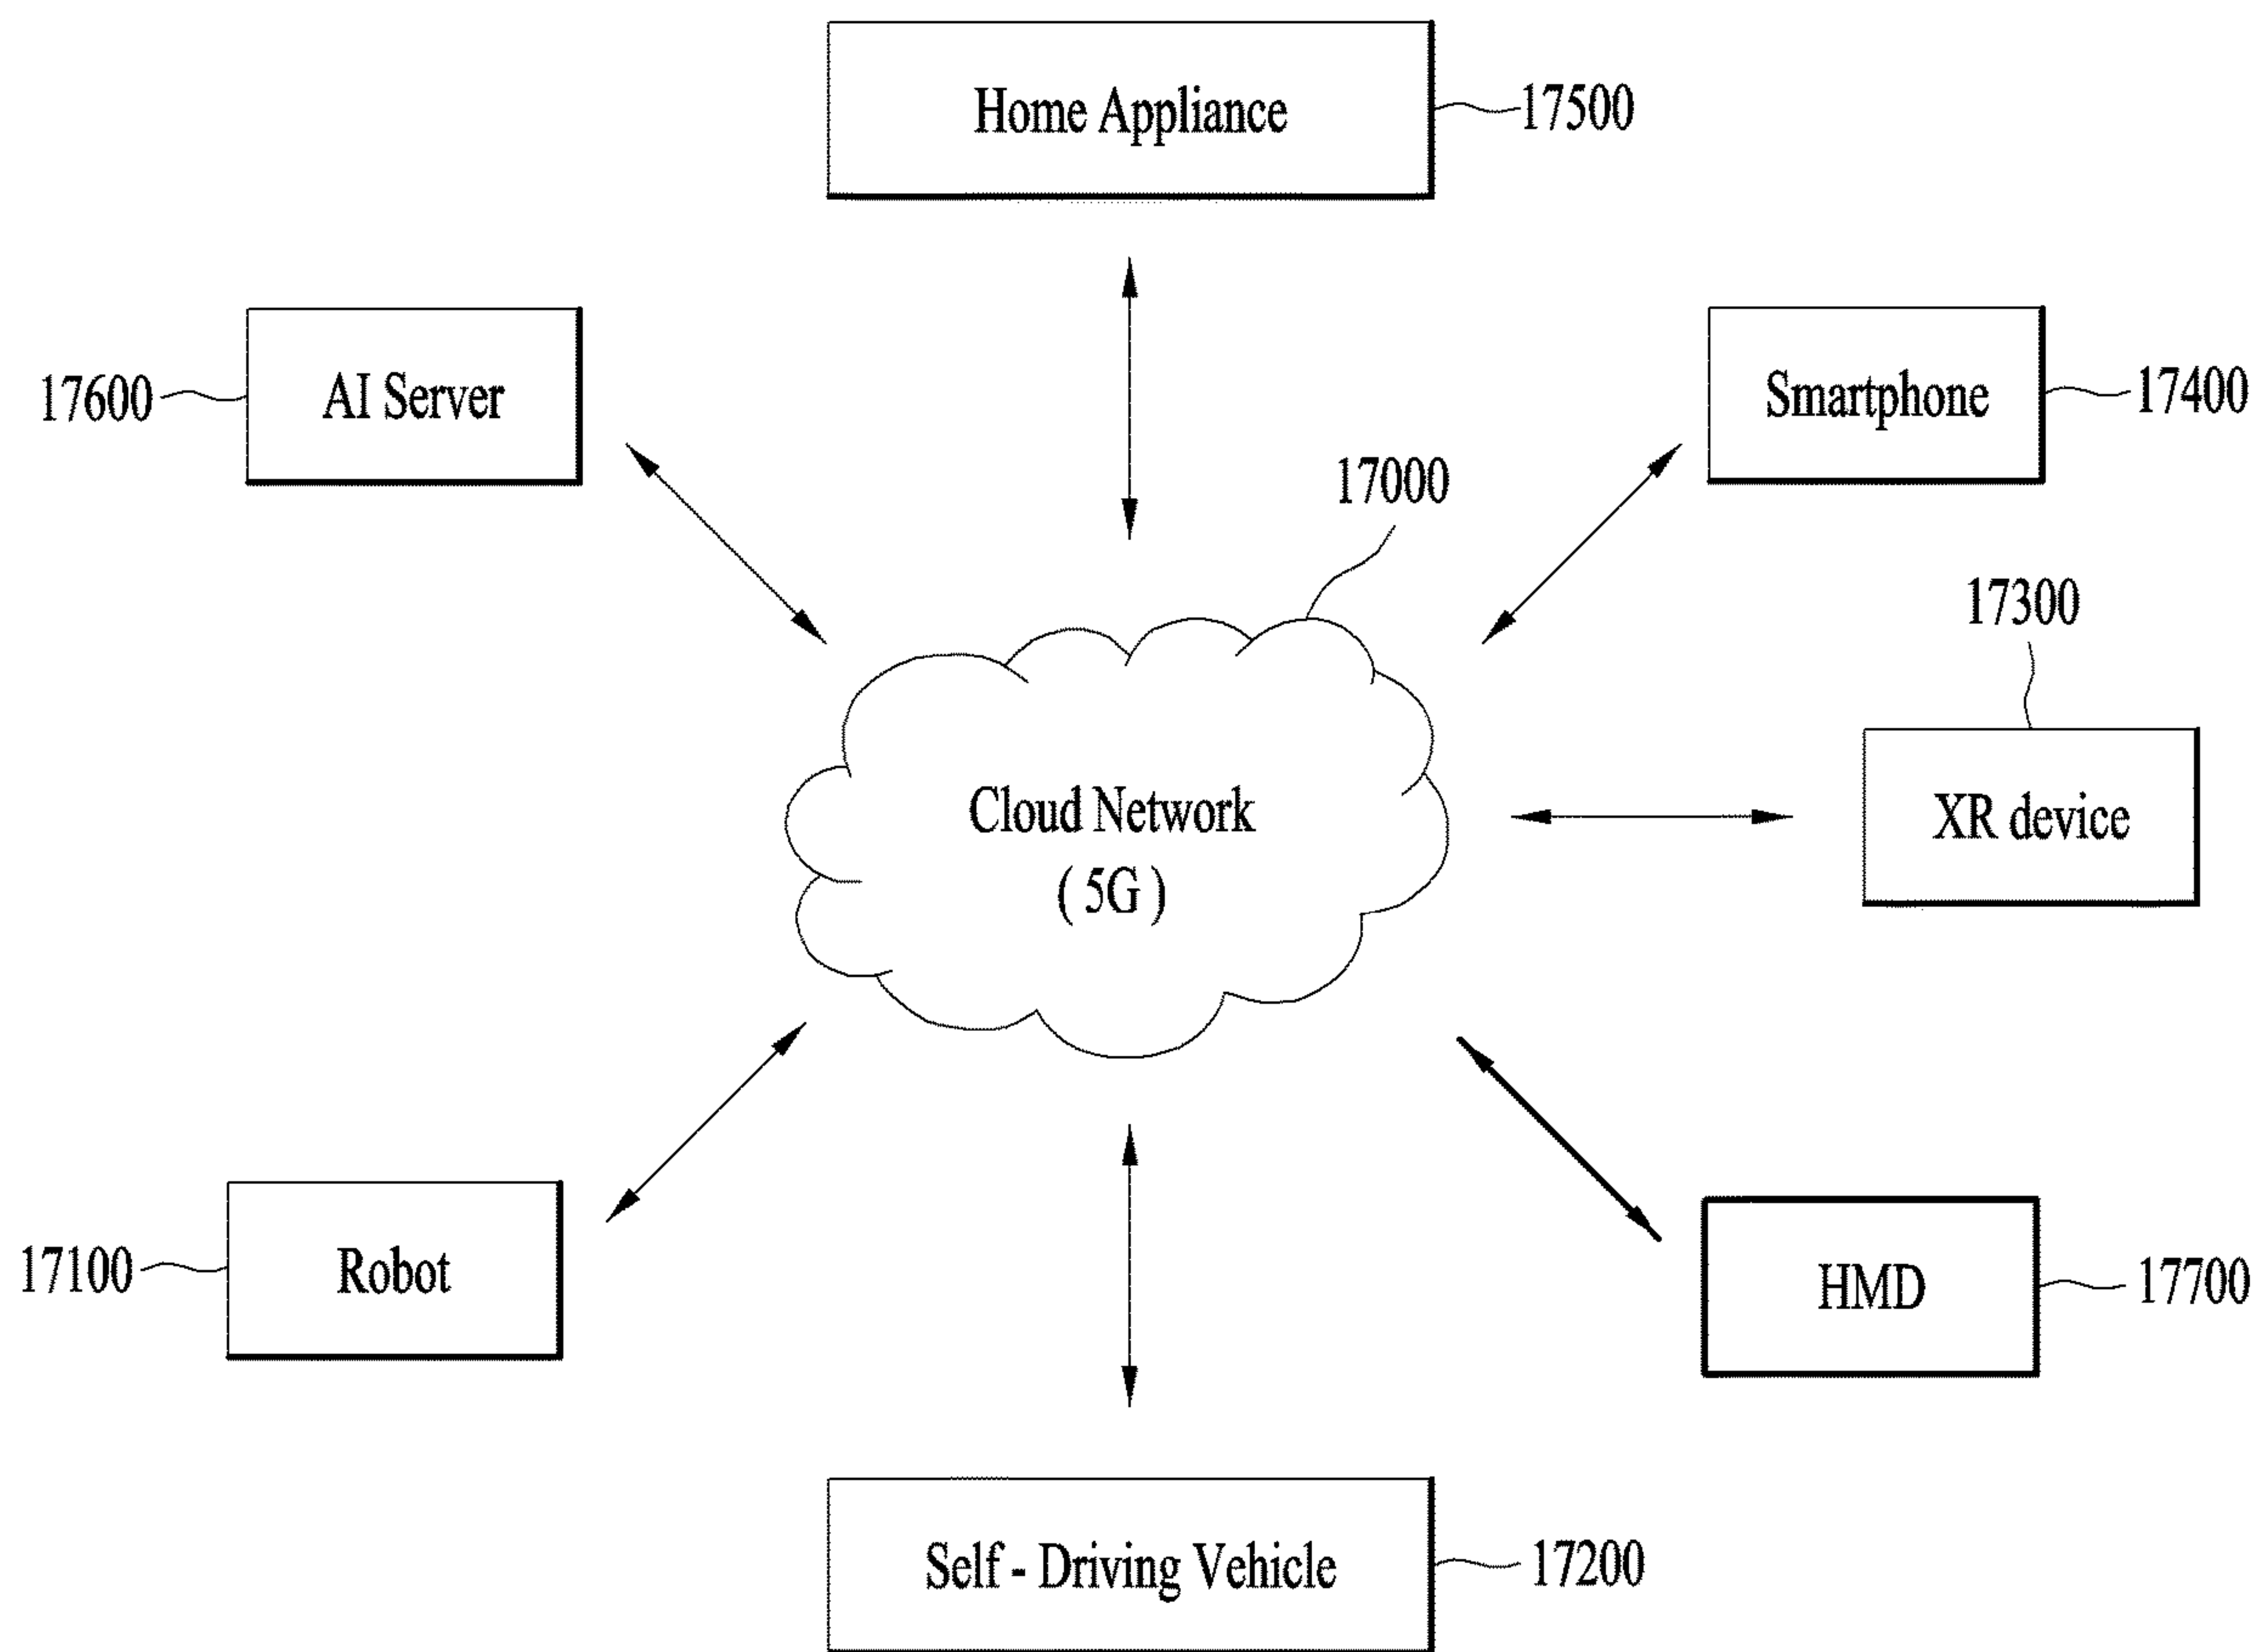 Home Appliance
17500
17600
AI Server
Smartphone
17400
17000
17300
Cloud Network
( 5G )
XR device
17100
Robot
HMD
17700
Self - Driving Vehicle
17200